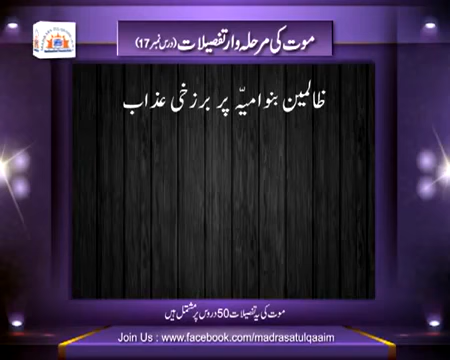 موت کی مرحلہ وار تفصیلات (درس نمبر 17)
ظالمین بنو امیہّ پر برزخی عذاب
موت کی یہ تفصیلات 50 دروس پر مشتمل ہیں
Join Us : www.facebook.com/madrasatulqaaim